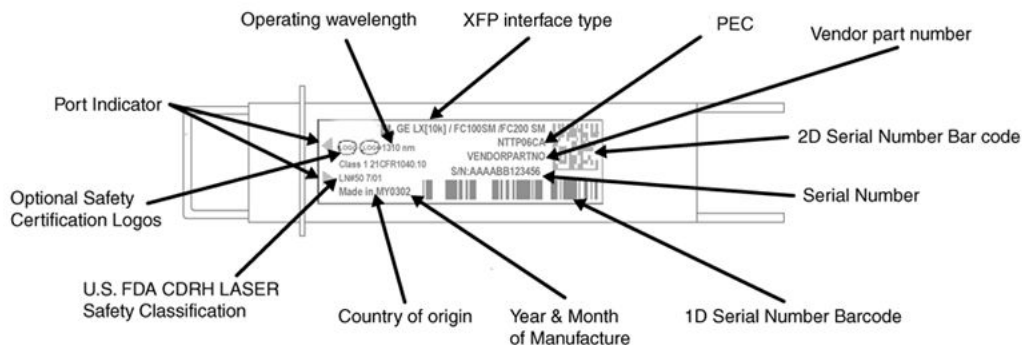 Operating wavelength
XFP interface type
PEC
Vendor part number
Port Indicator
GE LX[10k] / FC100SM /FC200 SM
NTTP06CA
2D Serial Number Bar code
LOGO LOGO 1310 nm
VENDORPARTNO
Class 1 21CFR1040.10
S/N:AAAABB123456
LN#50 7/01
Made in MY0302
Serial Number
Optional Safety
Certification Logos
U.S. FDA CDRH LASER
Safety Classification
Country of origin
Year & Month
of Manufacture
1D Serial Number Barcode